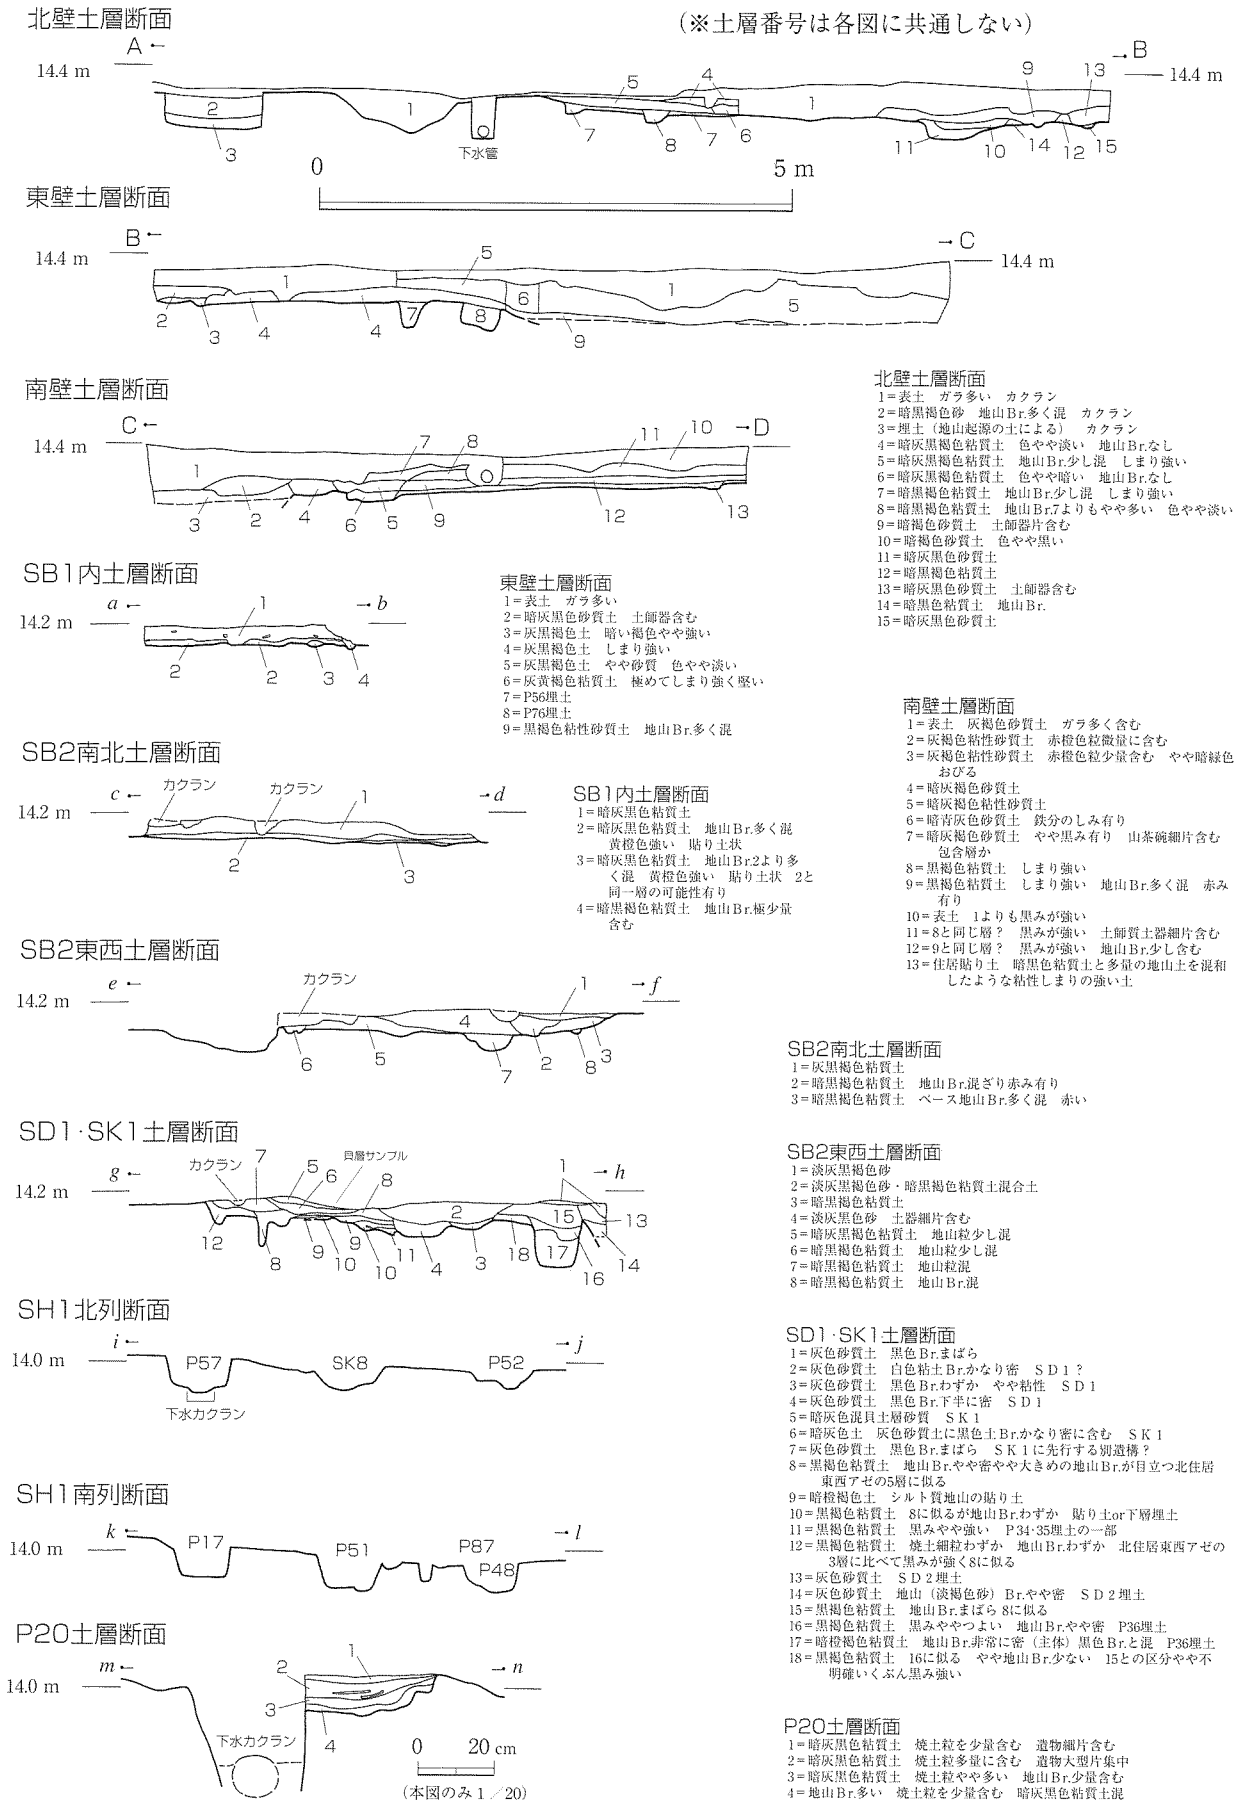 北壁土層断面
(※土層番号は各図に共通しない)
A
B
14.4 m
14.4 m
2
1
5
4
1
9
13
3
下水管
7
8
7
6
11
10
14
12
15
0
5 m
東壁土層断面
B
C
14.4 m
14.4 m
1
5
6
1
5
2
3
4
4
7
8
9
南壁土層断面
C
D
14.4 m
1
7
8
11
10
3
2
4
6
5
9
12
13
北壁土層断面
1=表土 ガラ多い カクラン
2=暗黒褐色砂 地山Br.多く混 カクラン
3=埋土(地山起源の土による) カクラン
4=暗灰黒褐色粘質土 色やや淡い 地山Br.なし
5=暗灰黒褐色粘質土 地山Br.少し混 しまり強い
6=暗灰黒褐色粘質土 色やや暗い 地山Br.なし
7=暗灰黒褐色粘質土 地山Br.少し混 しまり強い
8=暗灰黒褐色粘質土 地山Br.7よりもやや多い 色やや淡い
9=暗褐色砂質土 土師器片含む
10=暗褐色砂質土 色やや黒い
11=暗灰黒色砂質土
12=暗黒褐色粘質土
13=暗灰黒色砂質土 土師器含む
14=暗黒色粘質土 地山Br.
15=暗灰黒色砂質土
SB1内土層断面
a
b
14.2 m
1
2
2
3
4
東壁土層断面
1=表土 ガラ多い
2=暗灰黒色砂質土 土師器含む
3=灰黒褐色土 暗い褐色やや強い
4=灰黒褐色土 しまり強い
5=灰黒褐色土 やや砂質 色やや淡い
6=灰黄褐色粘質土 極めてしまり強く堅い
7=P56埋土
8=P76埋土
9=黒褐色粘性砂質土 地山Br.多く混
南壁土層断面
1=表土 灰褐色砂質土 ガラ多く含む
2=灰褐色粘性砂質土 赤橙色粒微量に含む
3=灰褐色粘性砂質土 赤橙色粒少量含む やや暗緑色
おびる
4=暗灰褐色砂質土
5=暗灰褐色粘性砂質土
6=暗青灰色砂質土 鉄分のしみ有り
7=暗灰褐色砂質土 やや黒み有り 山茶碗細片含む
包含層か
8=黒褐色粘質土 しまり強い
9=黒褐色粘質土 しまり強い 地山Br.多く混 赤み
有り
10=表土 1よりも黒みが強い
11=8と同じ層? 黒みが強い 土師質土器細片含む
12=9と同じ層? 黒みが強い 地山Br.少し含む
13=住居貼り土 暗黒色粘質土と多量の地山土を混和
したような粘性しまりの強い土
SB2南北土層断面
カクラン
カクラン
c
1
d
14.2 m
2
3
SB1内土層断面
1=暗灰黒色粘質土
2=暗灰黒色粘質土 地山Br.多く混
黄橙色強い 貼り土状
3=暗灰黒色粘質土 地山Br.2より多
く混 黄橙色強い 貼り土状 2と
同一層の可能性有り
4=暗黒褐色粘質土 地山Br.極少量
含む
SB2東西土層断面
カクラン
e
1
f
14.2 m
4
6
5
7
2
8
3
SB2南北土層断面
1=灰黒褐色粘質土
2=暗黒褐色粘質土 地山Br.混ざり赤み有り
3=暗黒褐色粘質土 ベース地山Br.多く混 赤い
SD1·SK1土層断面
カクラン
7
5
6
貝層サンプル
8
1
g
h
14.2 m
2
15
13
12
8
9
10
9
10
11
4
3
18
17
16
14
SB2東西土層断面
1=淡灰黒褐色砂
2=淡灰黒褐色砂・暗黒褐色粘質土混合土
3=暗黒褐粘質土
4=淡灰黒色砂 土器細片含む
5=暗灰黒褐色粘質土 地山粒少し混
6=暗黒褐色粘質土 地山粒少し混
7=暗黒褐色粘質土 地山粒混
8=暗黒褐色粘質土 地山Br.混
SH1北列断面
i
j
14.0 m
P57
SK8
P52
下水カクラン
SD1·SK1土層断面
1=灰色砂質土 黒色Br.まばら
2=灰色砂質土 白色粘土Br.かなり密 SD1?
3=灰色砂質土 黒色Br.わずか やや粘性 SD1
4=灰色砂質土 黒色Br.下半に密 SD1
5=暗灰色混貝土層砂質 SK1
6=暗灰色土 灰色砂質土に黒色土Br.かなり密に含む SK1
7=灰色砂質土 黒色Br.まばら SK1に先行する別遺構?
8=黒褐色粘質土 地山Br.やや密やや大きめの地山Br.が目立つ北住居
東西アゼの5層に似る
9=暗橙褐色土 シルト質地山の貼り土
10=黒褐色粘質土 8に似るが地山Br.わずか 貼り土or下層埋土
11=黒褐色粘質土 黒みやや強い P34·35埋土の一部
12=黒褐色粘質土 焼土細粒わずか 地山Br.わずか 北住居東西アゼの
3層に比べて黒みが強く8に似る
13=灰色砂質土 SD2埋土
14=灰色砂質土 地山(淡褐色砂)Br.やや密 SD2埋土
15=黒褐色粘質土 地山Br.まばら 8に似る
16=黒褐色粘質土 黒みややつよい 地山Br.やや密 P36埋土
17=暗橙褐色粘質土 地山Br.非常に密(主体)黒色Br.と混 P36埋土
18=黒褐色粘質土 16に似る やや地山Br.少ない 15との区分やや不
明確いくぶん黒み強い
SH1南列断面
k
l
14.0 m
P17
P51
P87
P48
P20土層断面
m
n
14.0 m
1
2
3
4
下水カクラン
0
20 cm
(本図のみ1/20)
P20土層断面
1=暗灰黒色粘質土 焼土粒を少量含む 遺物細片含む
2=暗灰黒色粘質土 焼土粒多量に含む 遺物大型片集中
3=暗灰黒色粘質土 焼土粒やや多い 地山Br.少量含む
4=地山Br.多い 焼土粒を少量含む 暗灰黒色粘質土混